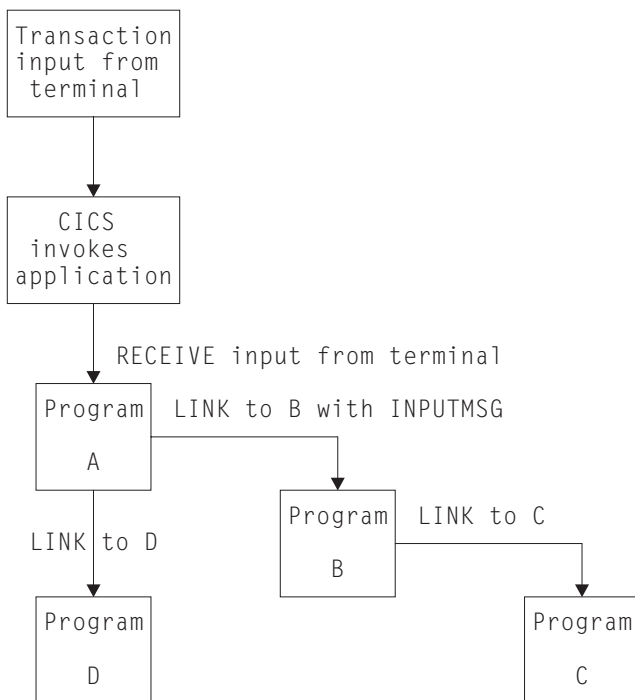 Transaction
input from
terminal
CICS
invokes
application
RECEIVE input from terminal
Program
A
LINK to B with INPUTMSG
Program
B
LINK to C
LINK to D
Program
D
Program
C